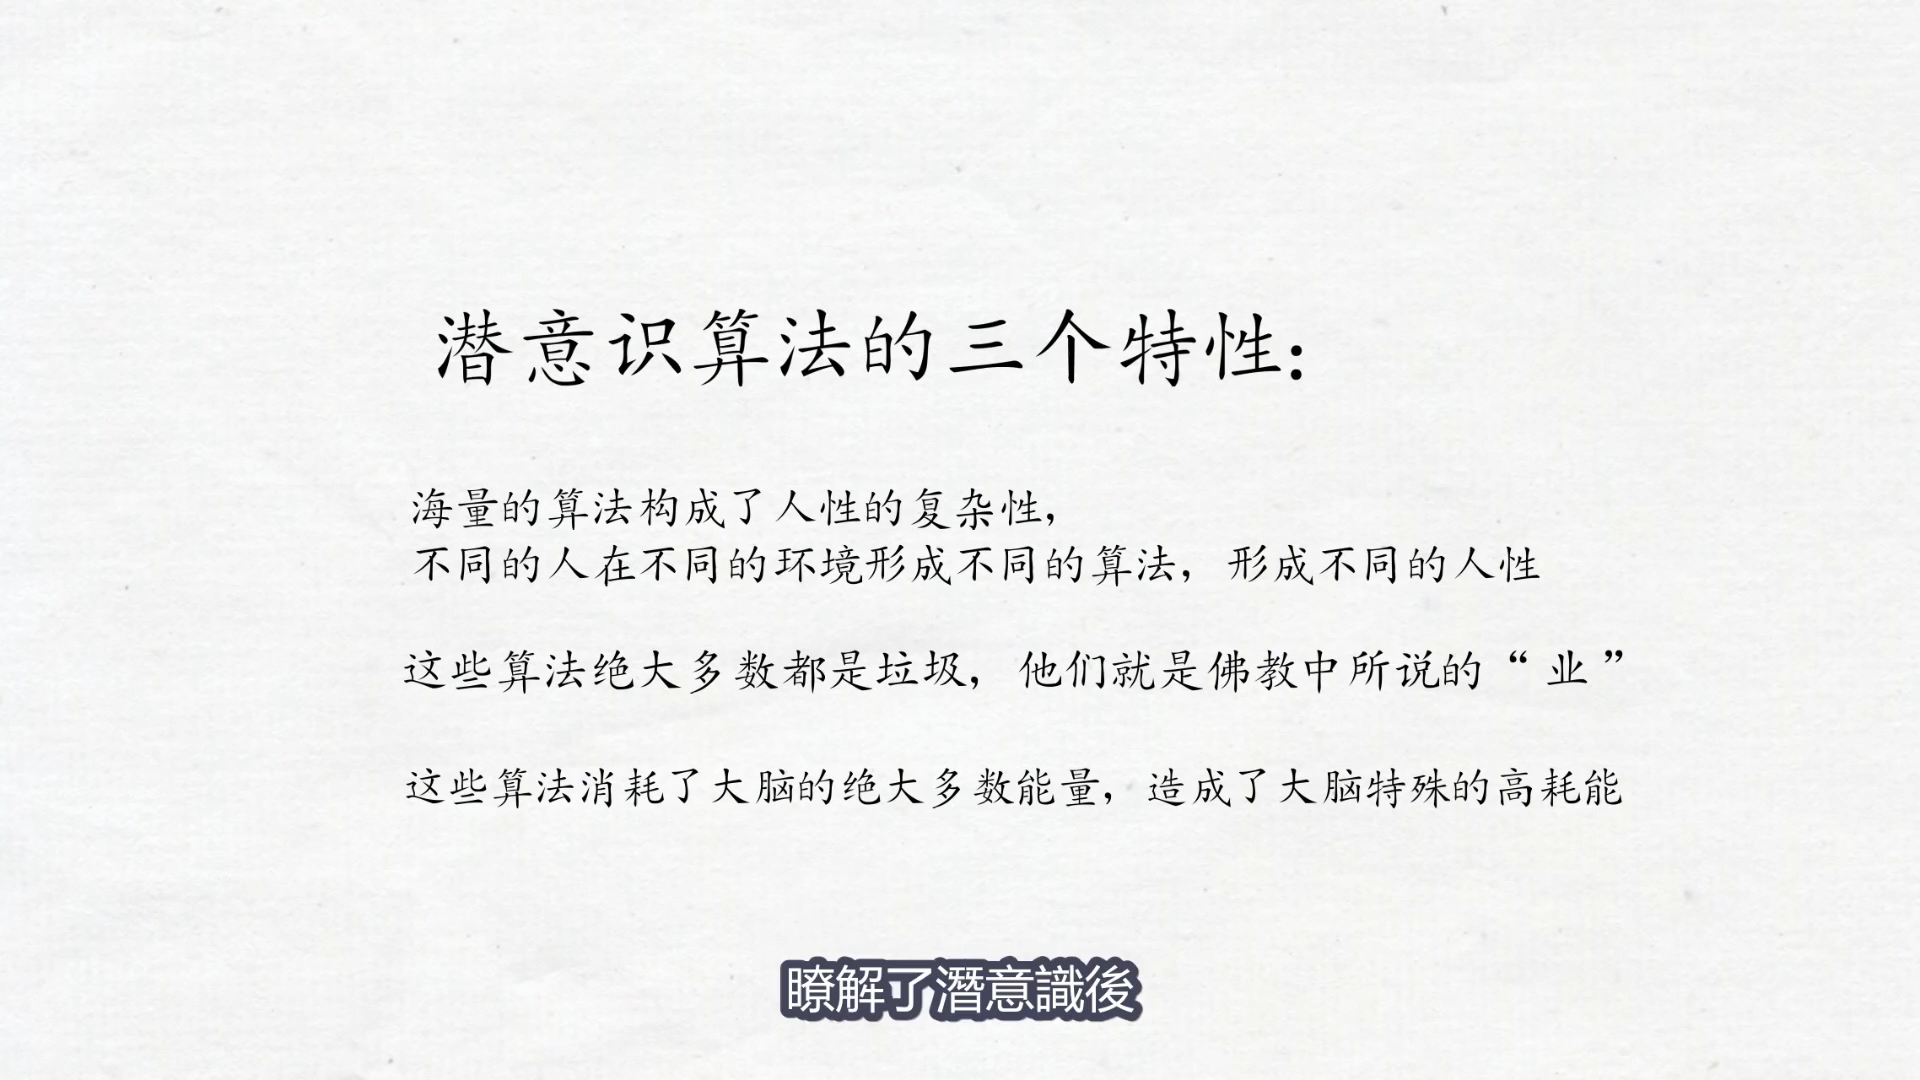 潜意识算法的三个特性：
海量的算法构成了人性的复杂性，
不同的人在不同的环境形成不同的算法，形成不同的人性
这些算法绝大多数都是垃圾，他们就是佛教中所说的“业”
这些算法消耗了大脑的绝大多数能量，造成了大脑特殊的高耗能
瞭解了潛意識後